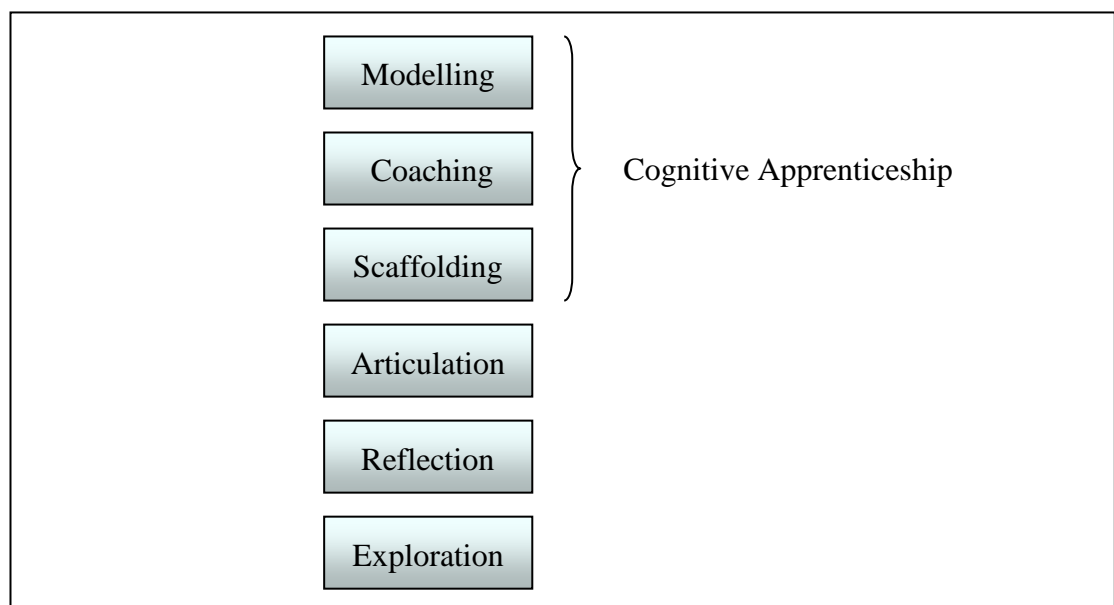 Modelling
Coaching
Cognitive Apprenticeship
Scaffolding
Articulation
Reflection
Exploration